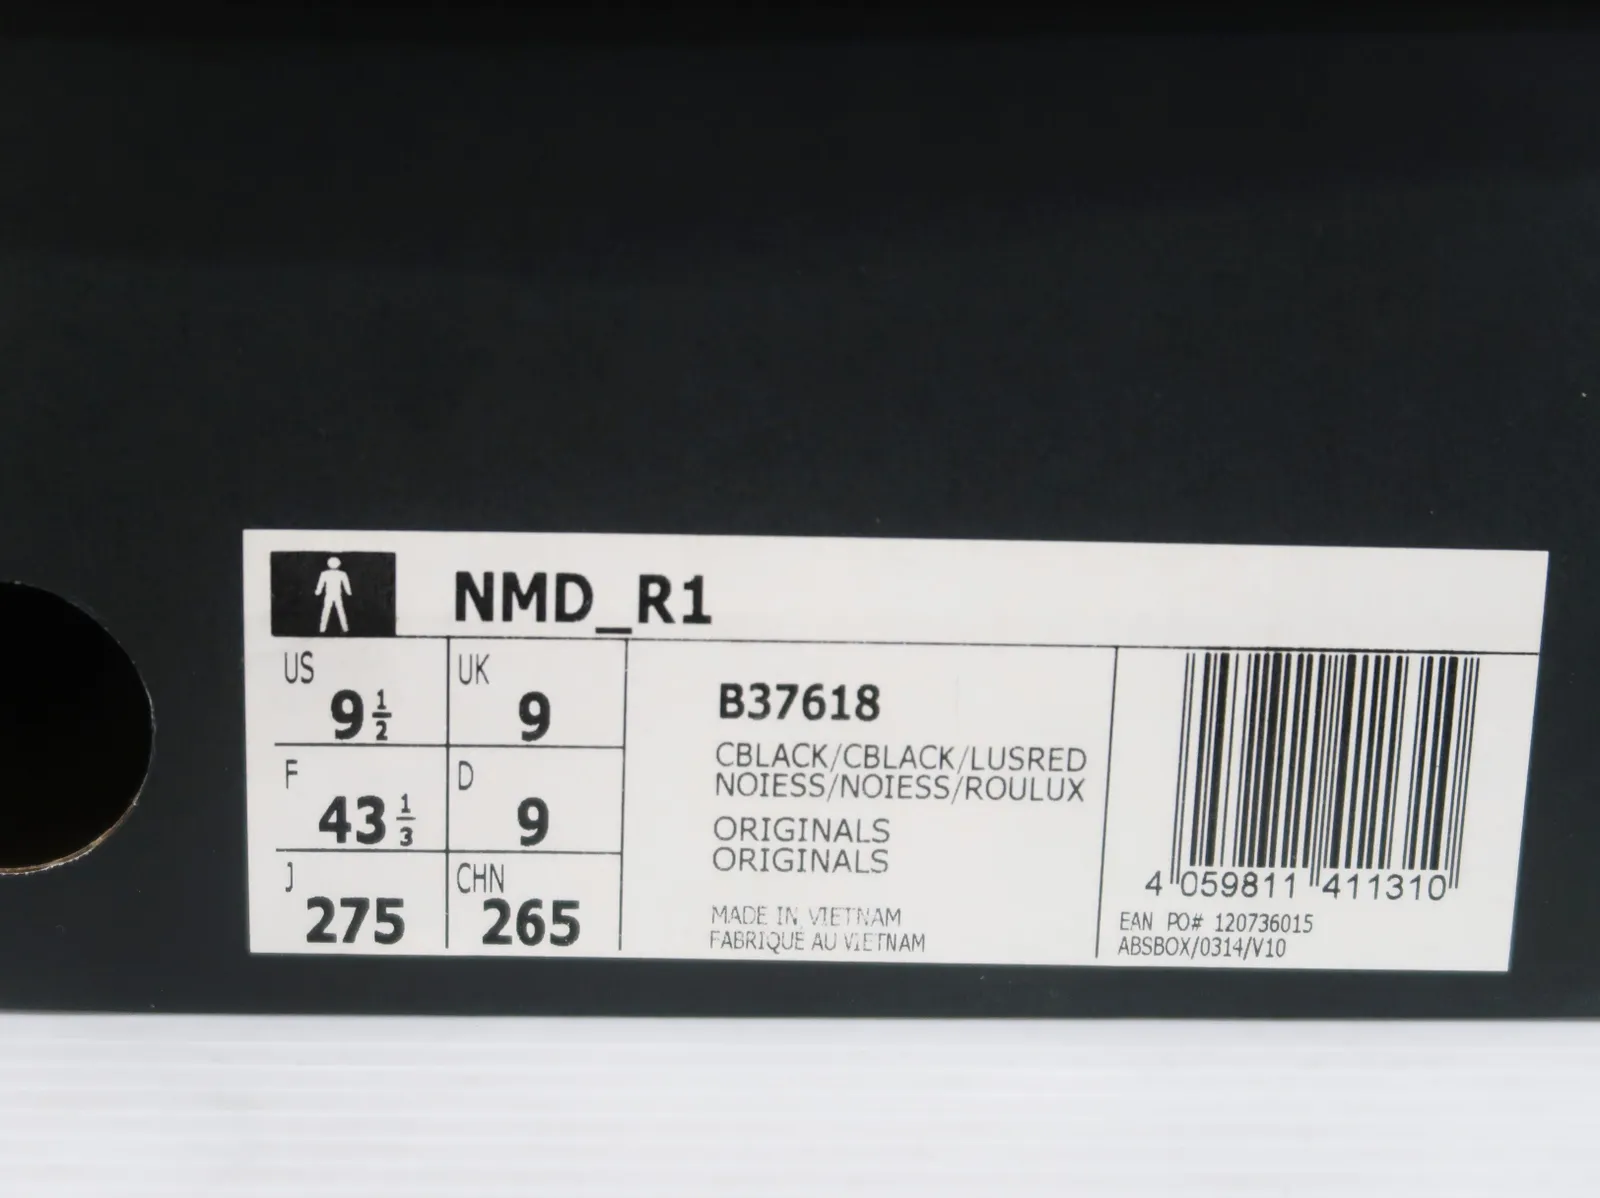 NMD_R1
US 9 1/2
UK 9
F 43 1/3
D 9
J 275
CHN 265
B37618
CBLACK/CBLACK/LUSRED
NOIESS/NOIESS/ROULUX
ORIGINALS
ORIGINALS
MADE IN VIETNAM
FABRIQUÉ AU VIETNAM
4 059811 411310
EAN PO# 120736015
ABSBOX/0314/V10